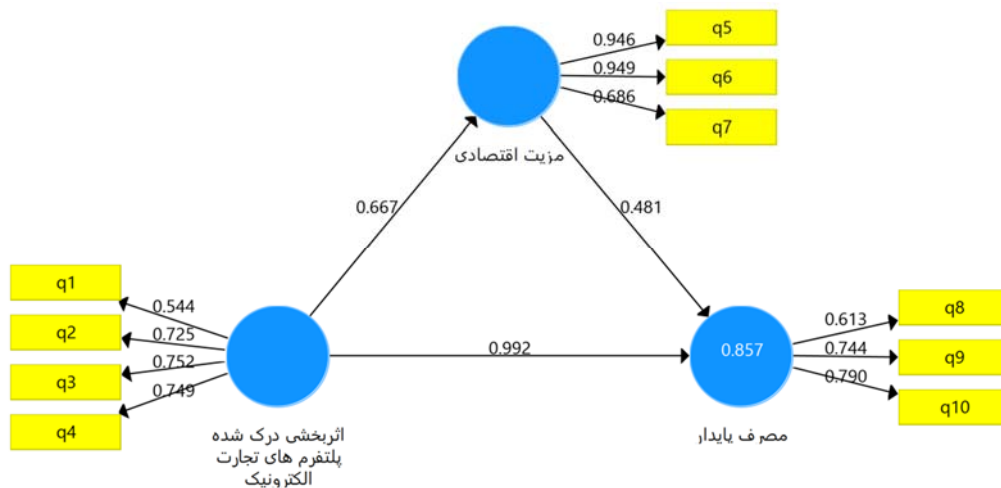 q5
0.946
q6
0.949
q7
0.686
مزیت اقتصادی
0.667
0.481
q1
0.544
q2
0.725
q3
0.752
q4
0.749
0.992
0.857
q8
0.613
q9
0.744
q10
0.790
اثربخشی درک شده
پلتفرم های تجارت
الکترونیک
مصرف پایدار